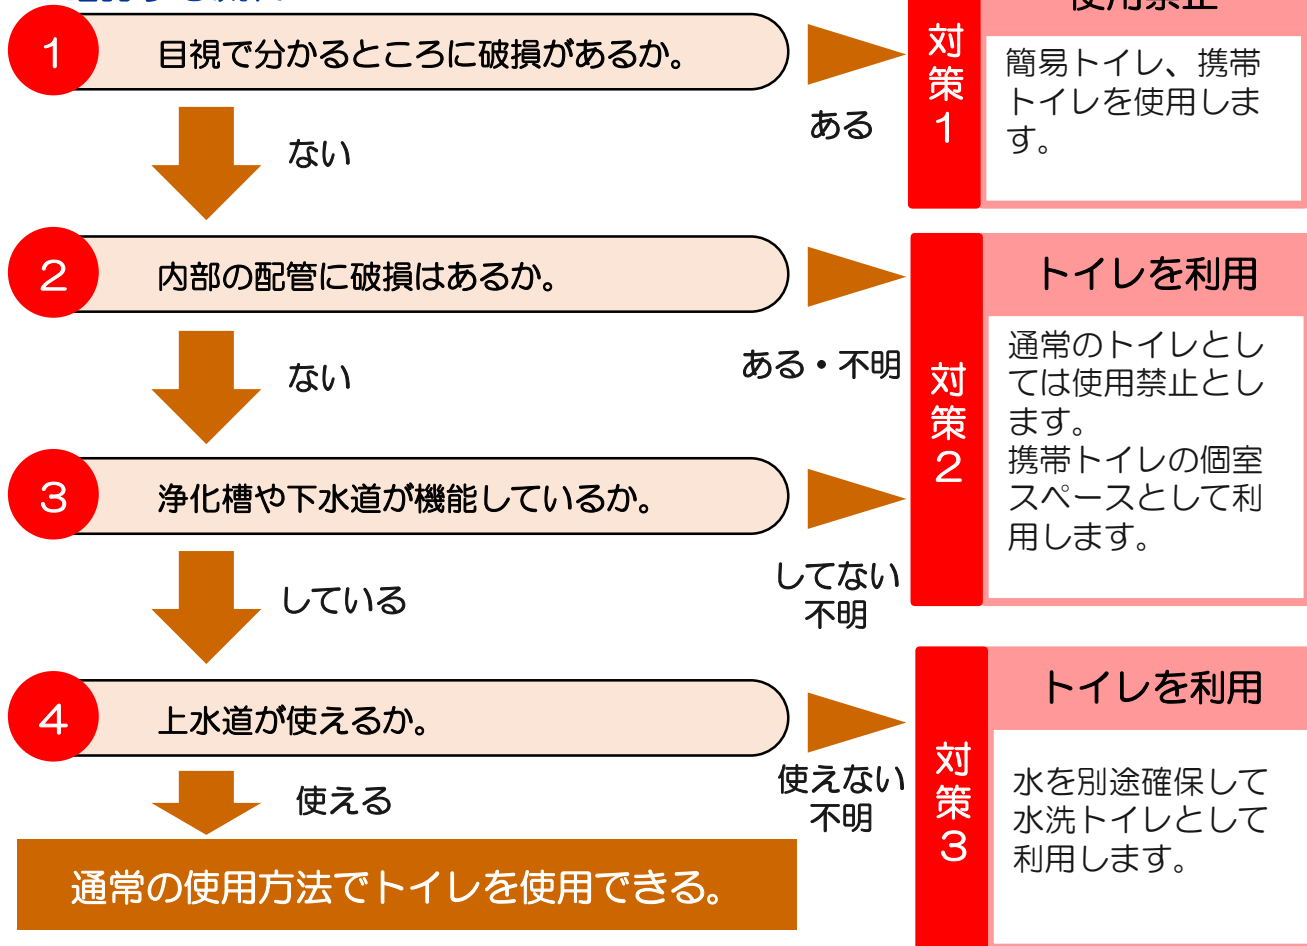 1
目視で分かるところに破損があるか。
ある
ない
対策1
使用禁止
簡易トイレ、携帯
トイレを使用しま
す。
2
内部の配管に破損はあるか。
ある・不明
ない
対策2
トイレを利用
通常のトイレとし
ては使用禁止とし
ます。
携帯トイレの個室
スペースとして利
用します。
3
浄化槽や下水道が機能しているか。
してない
不明
している
4
上水道が使えるか。
使えない
不明
使える
対策3
トイレを利用
水を別途確保して
水洗トイレとして
利用します。
通常の使用方法でトイレを使用できる。